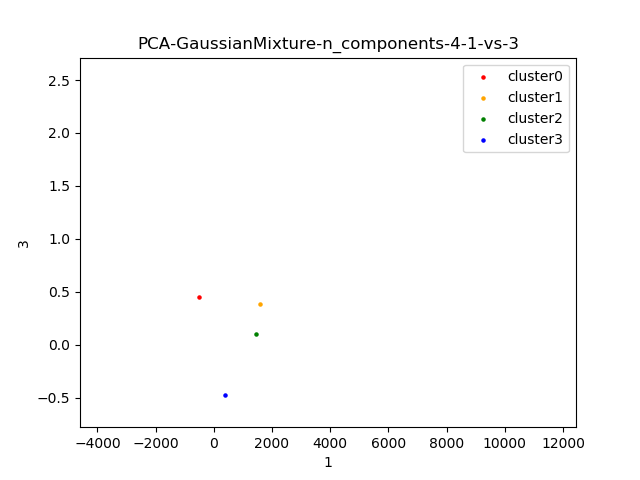 PCA-GaussianMixture-n_components-4-1-vs-3
cluster0
cluster1
cluster2
cluster3
2.5
2.0
1.5
1.0
0.5
0.0
−0.5
3
−4000 −2000 0 2000 4000 6000 8000 10000 12000
1